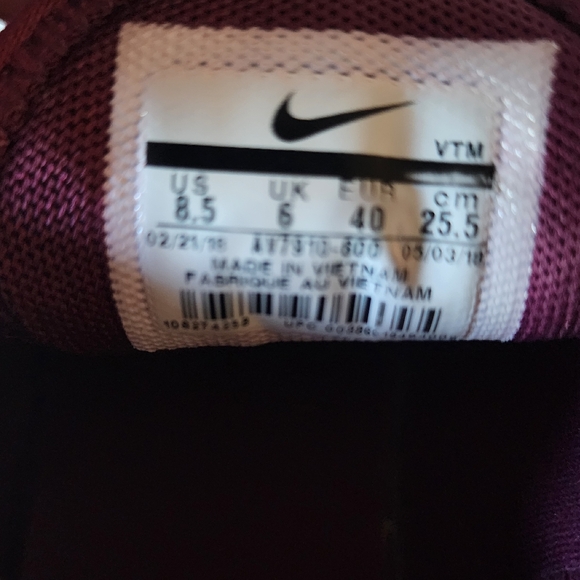 VTM
US UK EUR cm
8.5 6 40 25.5
02/21/18 05/03/18
MADE IN VIETNAM
FABRIQUE AU VIETNAM
UPC